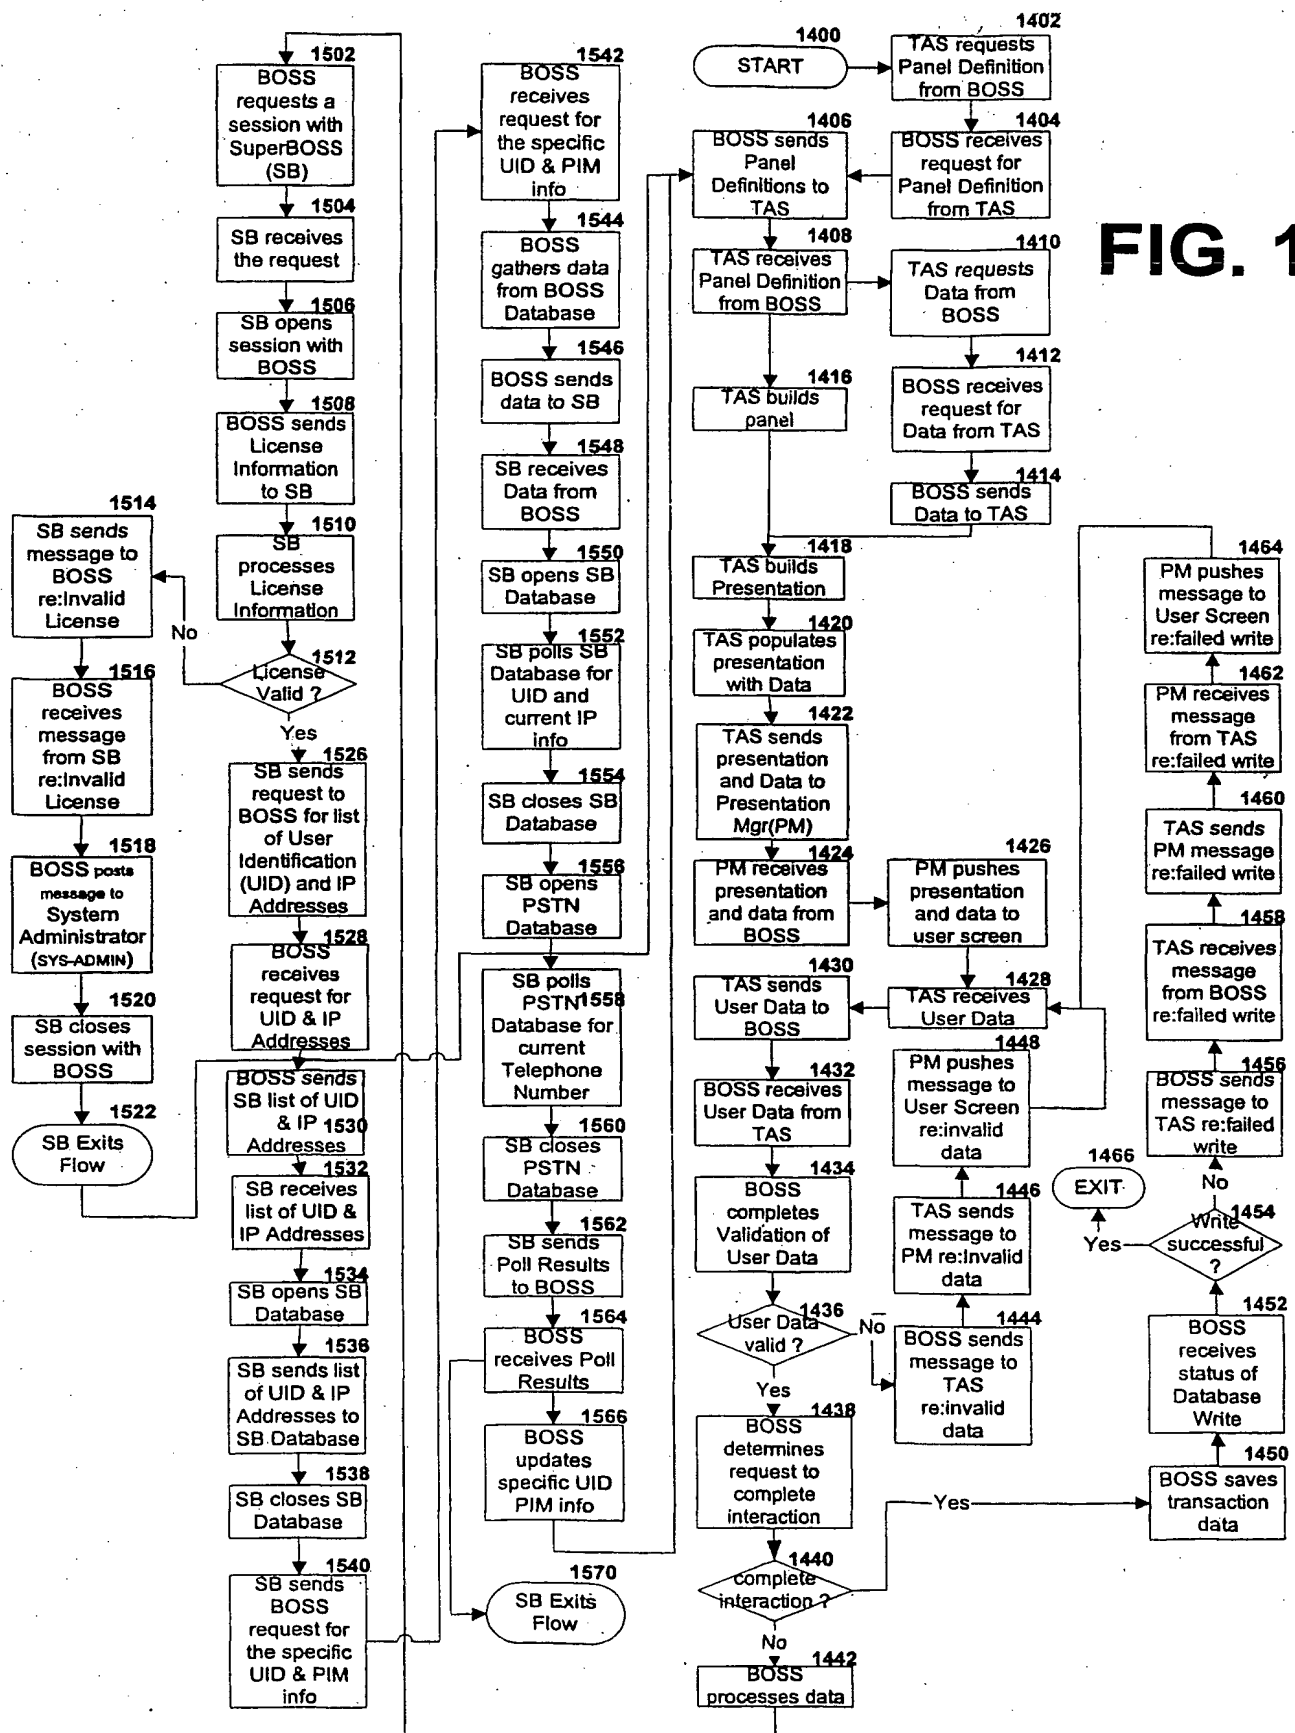 1502
BOSS
requests a
session with
SuperBOSS
(SB)
1504
SB receives
the request
1506
SB opens
session with
BOSS
1508
BOSS sends
License
Information
to SB
1510
SB
processes
License
Information
1512
License
Valid ?
No
Yes
1514
SB sends
message to
BOSS
re:Invalid
License
1516
BOSS
receives
message
from SB
re:Invalid
License
1518
BOSS posts
message to
System
Administrator
(SYS-ADMIN)
1520
SB closes
session with
BOSS
1522
SB Exits
Flow
1526
SB sends
request to
BOSS for list
of User
Identification
(UID) and IP
Addresses
1528
BOSS
receives
request for
UID & IP
Addresses
BOSS sends
SB list of UID
& IP 1530
Addresses
1532
SB receives
list of UID &
IP Addresses
1534
SB opens SB
Database
1536
SB sends list
of UID & IP
Addresses to
SB Database
1538
SB closes SB
Database
1540
SB sends
BOSS
request for
the specific
UID & PIM
info
1542
BOSS
receives
request for
the specific
UID & PIM
info
1544
BOSS
gathers data
from BOSS
Database
1546
BOSS sends
data to SB
1548
SB receives
Data from
BOSS
1550
SB opens SB
Database
1552
SB polls SB
Database for
UID and
current IP
info
1554
SB closes SB
Database
1556
SB opens
PSTN
Database
SB polls
PSTN 1558
Database for
current
Telephone
Number
1560
SB closes
PSTN
Database
1562
SB sends
Poll Results
to BOSS
1564
BOSS
receives Poll
Results
1566
BOSS
updates
specific UID
PIM info
1570
SB Exits
Flow
1400
START
1402
TAS requests
Panel Definition
from BOSS
1404
BOSS receives
request for
Panel Definition
from TAS
1406
BOSS sends
Panel
Definitions to
TAS
1408
TAS receives
Panel Definition
from BOSS
1410
TAS requests
Data from
BOSS
1412
BOSS receives
request for
Data from TAS
1414
BOSS sends
Data to TAS
1416
TAS builds
panel
1418
TAS builds
Presentation
1420
TAS populates
presentation
with Data
1422
TAS sends
presentation
and Data to
Presentation
Mgr(PM)
1424
PM receives
presentation
and data from
BOSS
1426
PM pushes
presentation
and data to
user screen
1428
TAS receives
User Data
1430
TAS sends
User Data to
BOSS
1432
BOSS receives
User Data from
TAS
1434
BOSS
completes
Validation of
User Data
1436
User Data
valid ?
No
Yes
1438
BOSS
determines
request to
complete
interaction
1440
complete
interaction ?
Yes
No
1442
BOSS
processes data
1444
BOSS sends
message to
TAS
re:invalid
data
1446
TAS sends
message to
PM re:Invalid
data
1448
PM pushes
message to
User Screen
re:invalid
data
1450
BOSS saves
transaction
data
1452
BOSS
receives
status of
Database
Write
1454
Write
successful
?
Yes
No
1456
BOSS sends
message to
TAS re:failed
write
1458
TAS receives
message
from BOSS
re:failed write
1460
TAS sends
PM message
re:failed write
1462
PM receives
message
from TAS
re:failed write
1464
PM pushes
message to
User Screen
re:failed write
1466
EXIT
FIG. 1